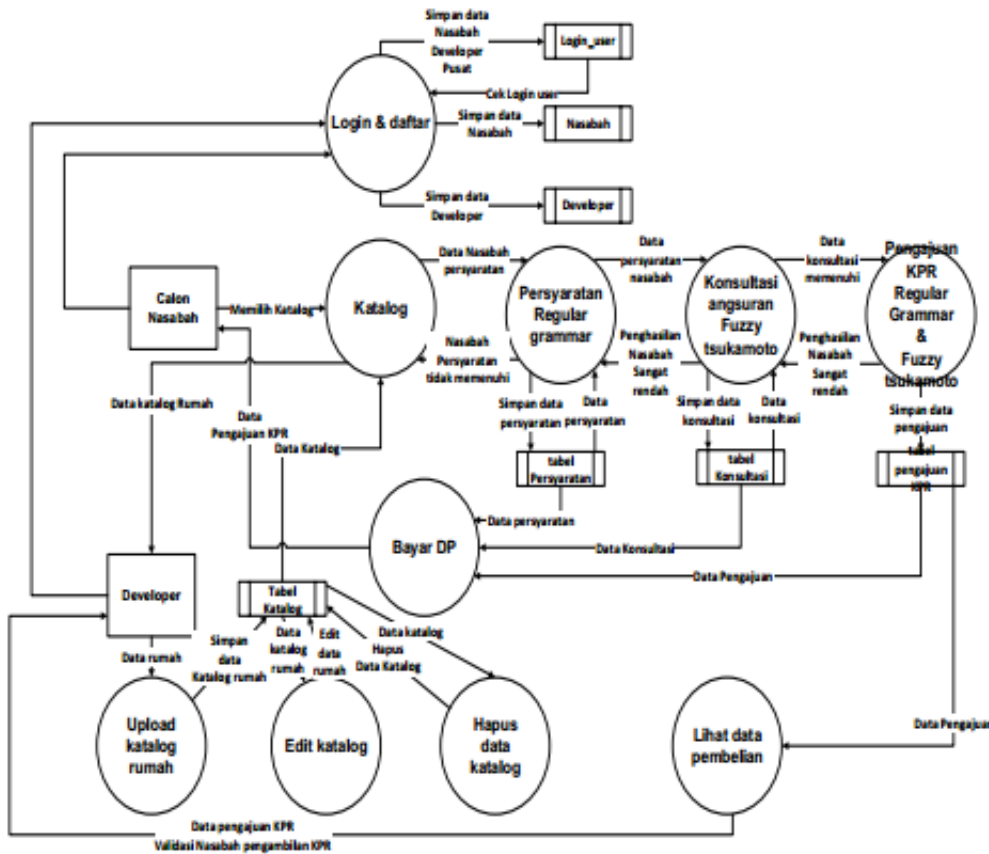 Simpan data
Nasabah
Developer
Pusat
Login_user
Cek Login user
Login & daftar
Simpan data
Nasabah
Nasabah
Simpan data
Developer
Developer
Data Nasabah
persyaratan
Data
persyaratan
nasabah
Data
konsultasi
memenuhi
Calon
Nasabah
Memilih Katalog
Katalog
Persyaratan
Regular
grammar
Konsultasi
angsuran
Fuzzy
tsukamoto
Pengajuan
KPR
Regular
Grammar
&
Fuzzy
tsukamoto
Nasabah
Persyaratan
tidak memenuhi
Penghasilan
Nasabah
Sangat
rendah
Penghasilan
Nasabah
Sangat
rendah
Data katalog Rumah
Data
Pengajuan KPR
Data Katalog
Simpan data
persyaratan
Data
persyaratan
Simpan data
konsultasi
Data
konsultasi
Simpan data
pengajuan
tabel
Persyaratan
tabel
Konsultasi
tabel
pengajuan
KPR
Bayar DP
Data persyaratan
Data Konsultasi
Data Pengajuan
Developer
Tabel
Katalog
Data rumah
Simpan
data
Katalog rumah
Data
katalog
rumah
Edit
data
rumah
Data katalog
Hapus
Data Katalog
Upload
katalog
rumah
Edit katalog
Hapus
data
katalog
Lihat data
pembelian
Data Pengajuan
Data pengajuan KPR
Validasi Nasabah pengambilan KPR